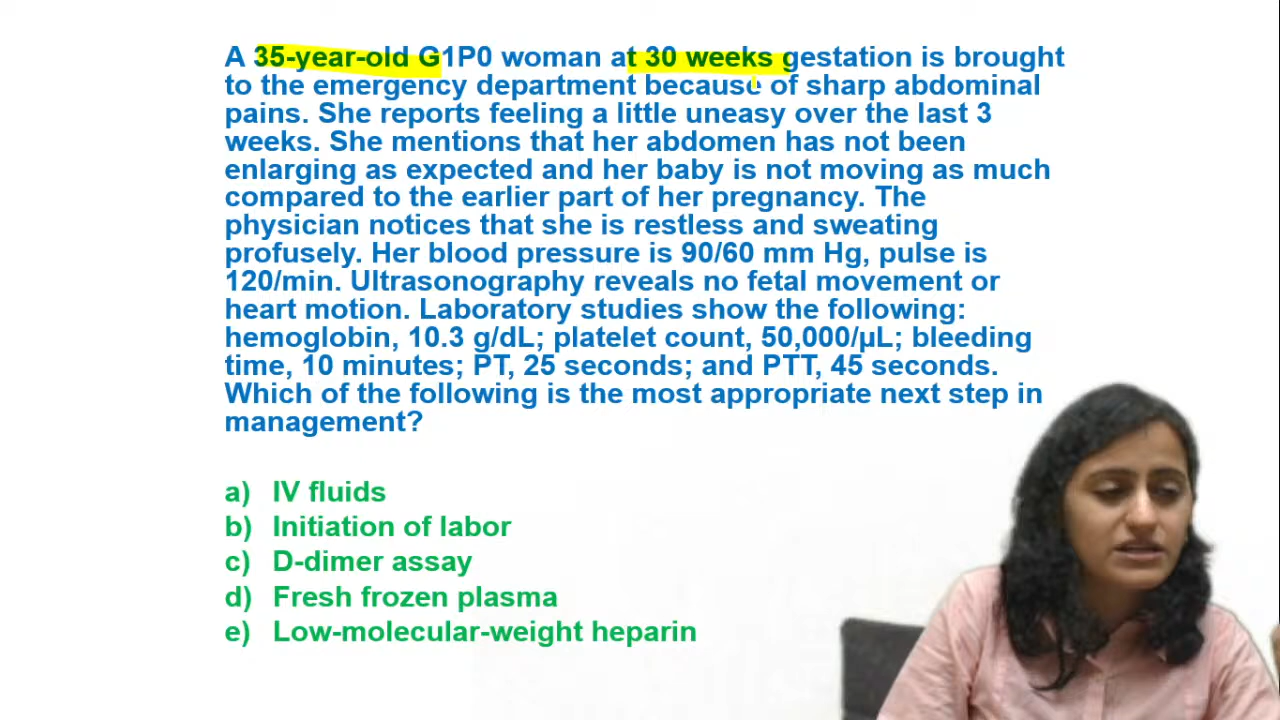 A 35-year-old G1P0 woman at 30 weeks gestation is brought
to the emergency department because of sharp abdominal
pains. She reports feeling a little uneasy over the last 3
weeks. She mentions that her abdomen has not been
enlarging as expected and her baby is not moving as much
compared to the earlier part of her pregnancy. The
physician notices that she is restless and sweating
profusely. Her blood pressure is 90/60 mm Hg, pulse is
120/min. Ultrasonography reveals no fetal movement or
heart motion. Laboratory studies show the following:
hemoglobin, 10.3 g/dL; platelet count, 50,000/µL; bleeding
time, 10 minutes; PT, 25 seconds; and PTT, 45 seconds.
Which of the following is the most appropriate next step in
management?
a) IV fluids
b) Initiation of labor
c) D-dimer assay
d) Fresh frozen plasma
e) Low-molecular-weight heparin